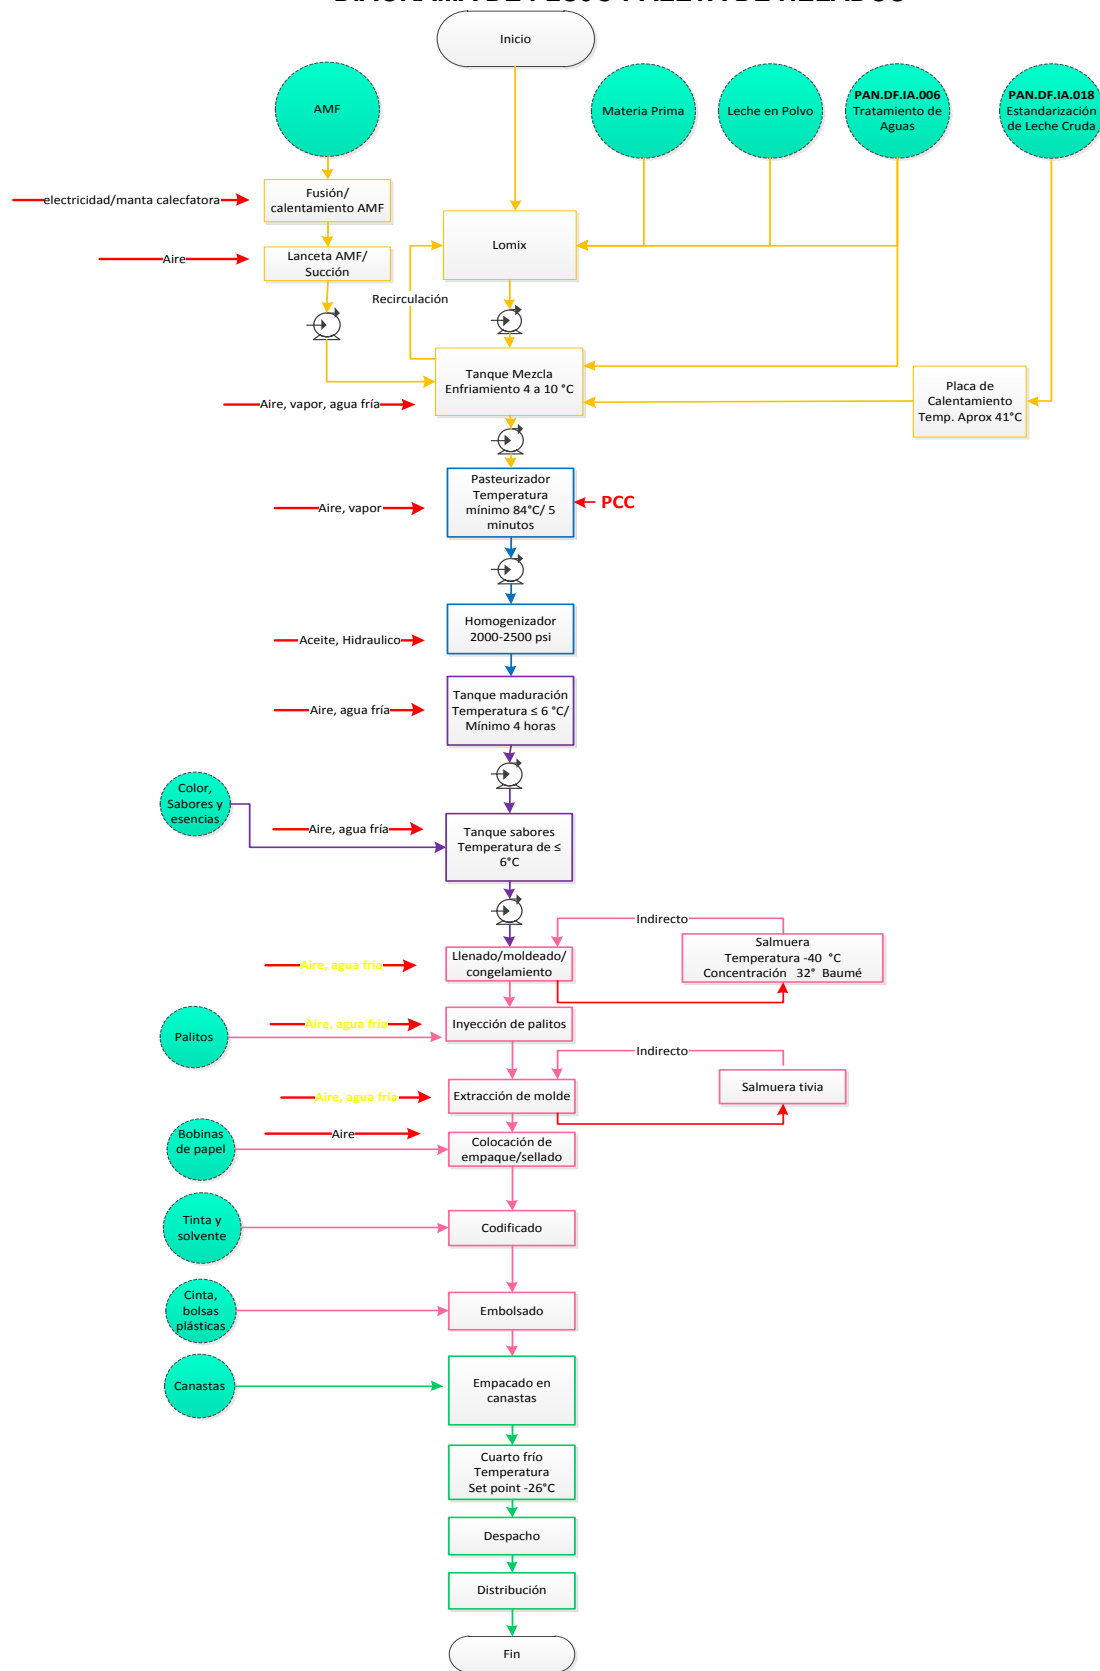 Inicio
AMF
Materia Prima
Leche en Polvo
PAN.DF.IA.006
Tratamiento de
Aguas
PAN.DF.IA.018
Estandarización
de Leche Cruda
electricidad/manta calecfatora
Fusión/
calentamiento AMF
Aire
Lanceta AMF/
Succión
Lomix
Recirculación
Tanque Mezcla
Enfriamiento 4 a 10 °C
Placa de
Calentamiento
Temp. Aprox 41°C
Aire, vapor, agua fría
Pasteurizador
Temperatura
mínimo 84°C/ 5
minutos
Aire, vapor
PCC
Homogenizador
2000-2500 psi
Aceite, Hidraulico
Tanque maduración
Temperatura ≤ 6 °C/
Mínimo 4 horas
Aire, agua fría
Color,
Sabores y
esencias
Aire, agua fría
Tanque sabores
Temperatura de ≤
6°C
Indirecto
Salmuera
Temperatura -40 °C
Concentración 32° Baumé
Aire, agua fría
Llenado/moldeado/
congelamiento
Aire, agua fría
Palitos
Inyección de palitos
Indirecto
Aire, agua fría
Extracción de molde
Salmuera tivia
Bobinas
de papel
Aire
Colocación de
empaque/sellado
Tinta y
solvente
Codificado
Cinta,
bolsas
plásticas
Embolsado
Canastas
Empacado en
canastas
Cuarto frío
Temperatura
Set point -26°C
Despacho
Distribución
Fin